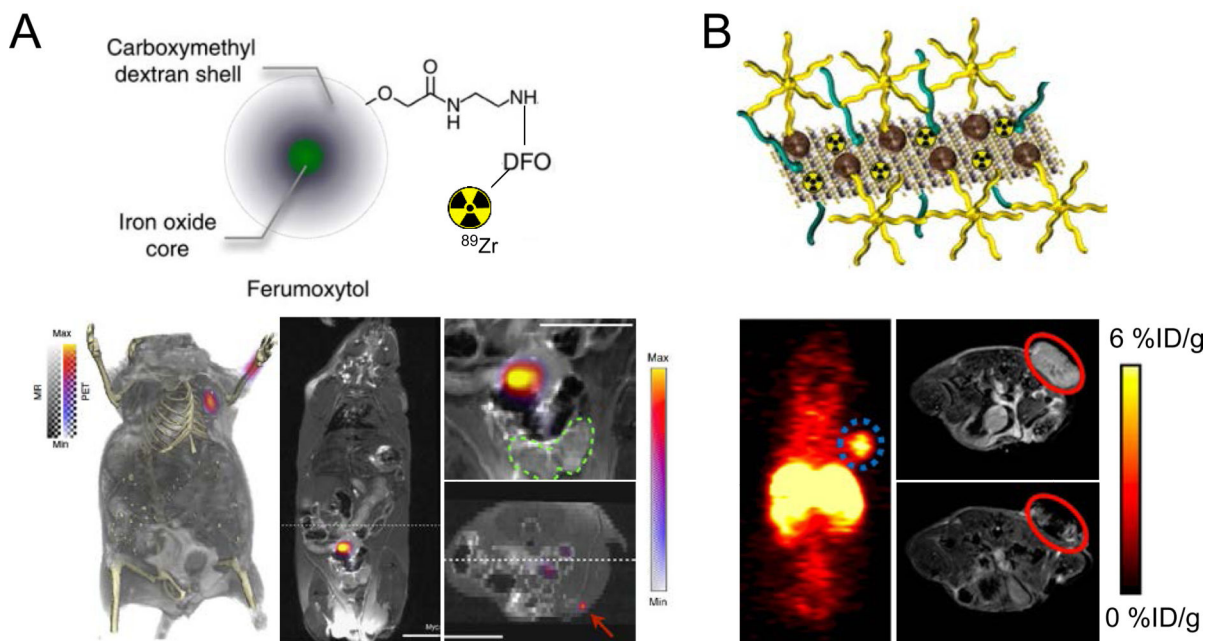 A
Carboxymethyl
dextran shell
O
O
N
H
NH
DFO
Iron oxide
core
89Zr
Ferumoxytol
Max
MR
PET
Min
Max
Min
B
6 %ID/g
0 %ID/g